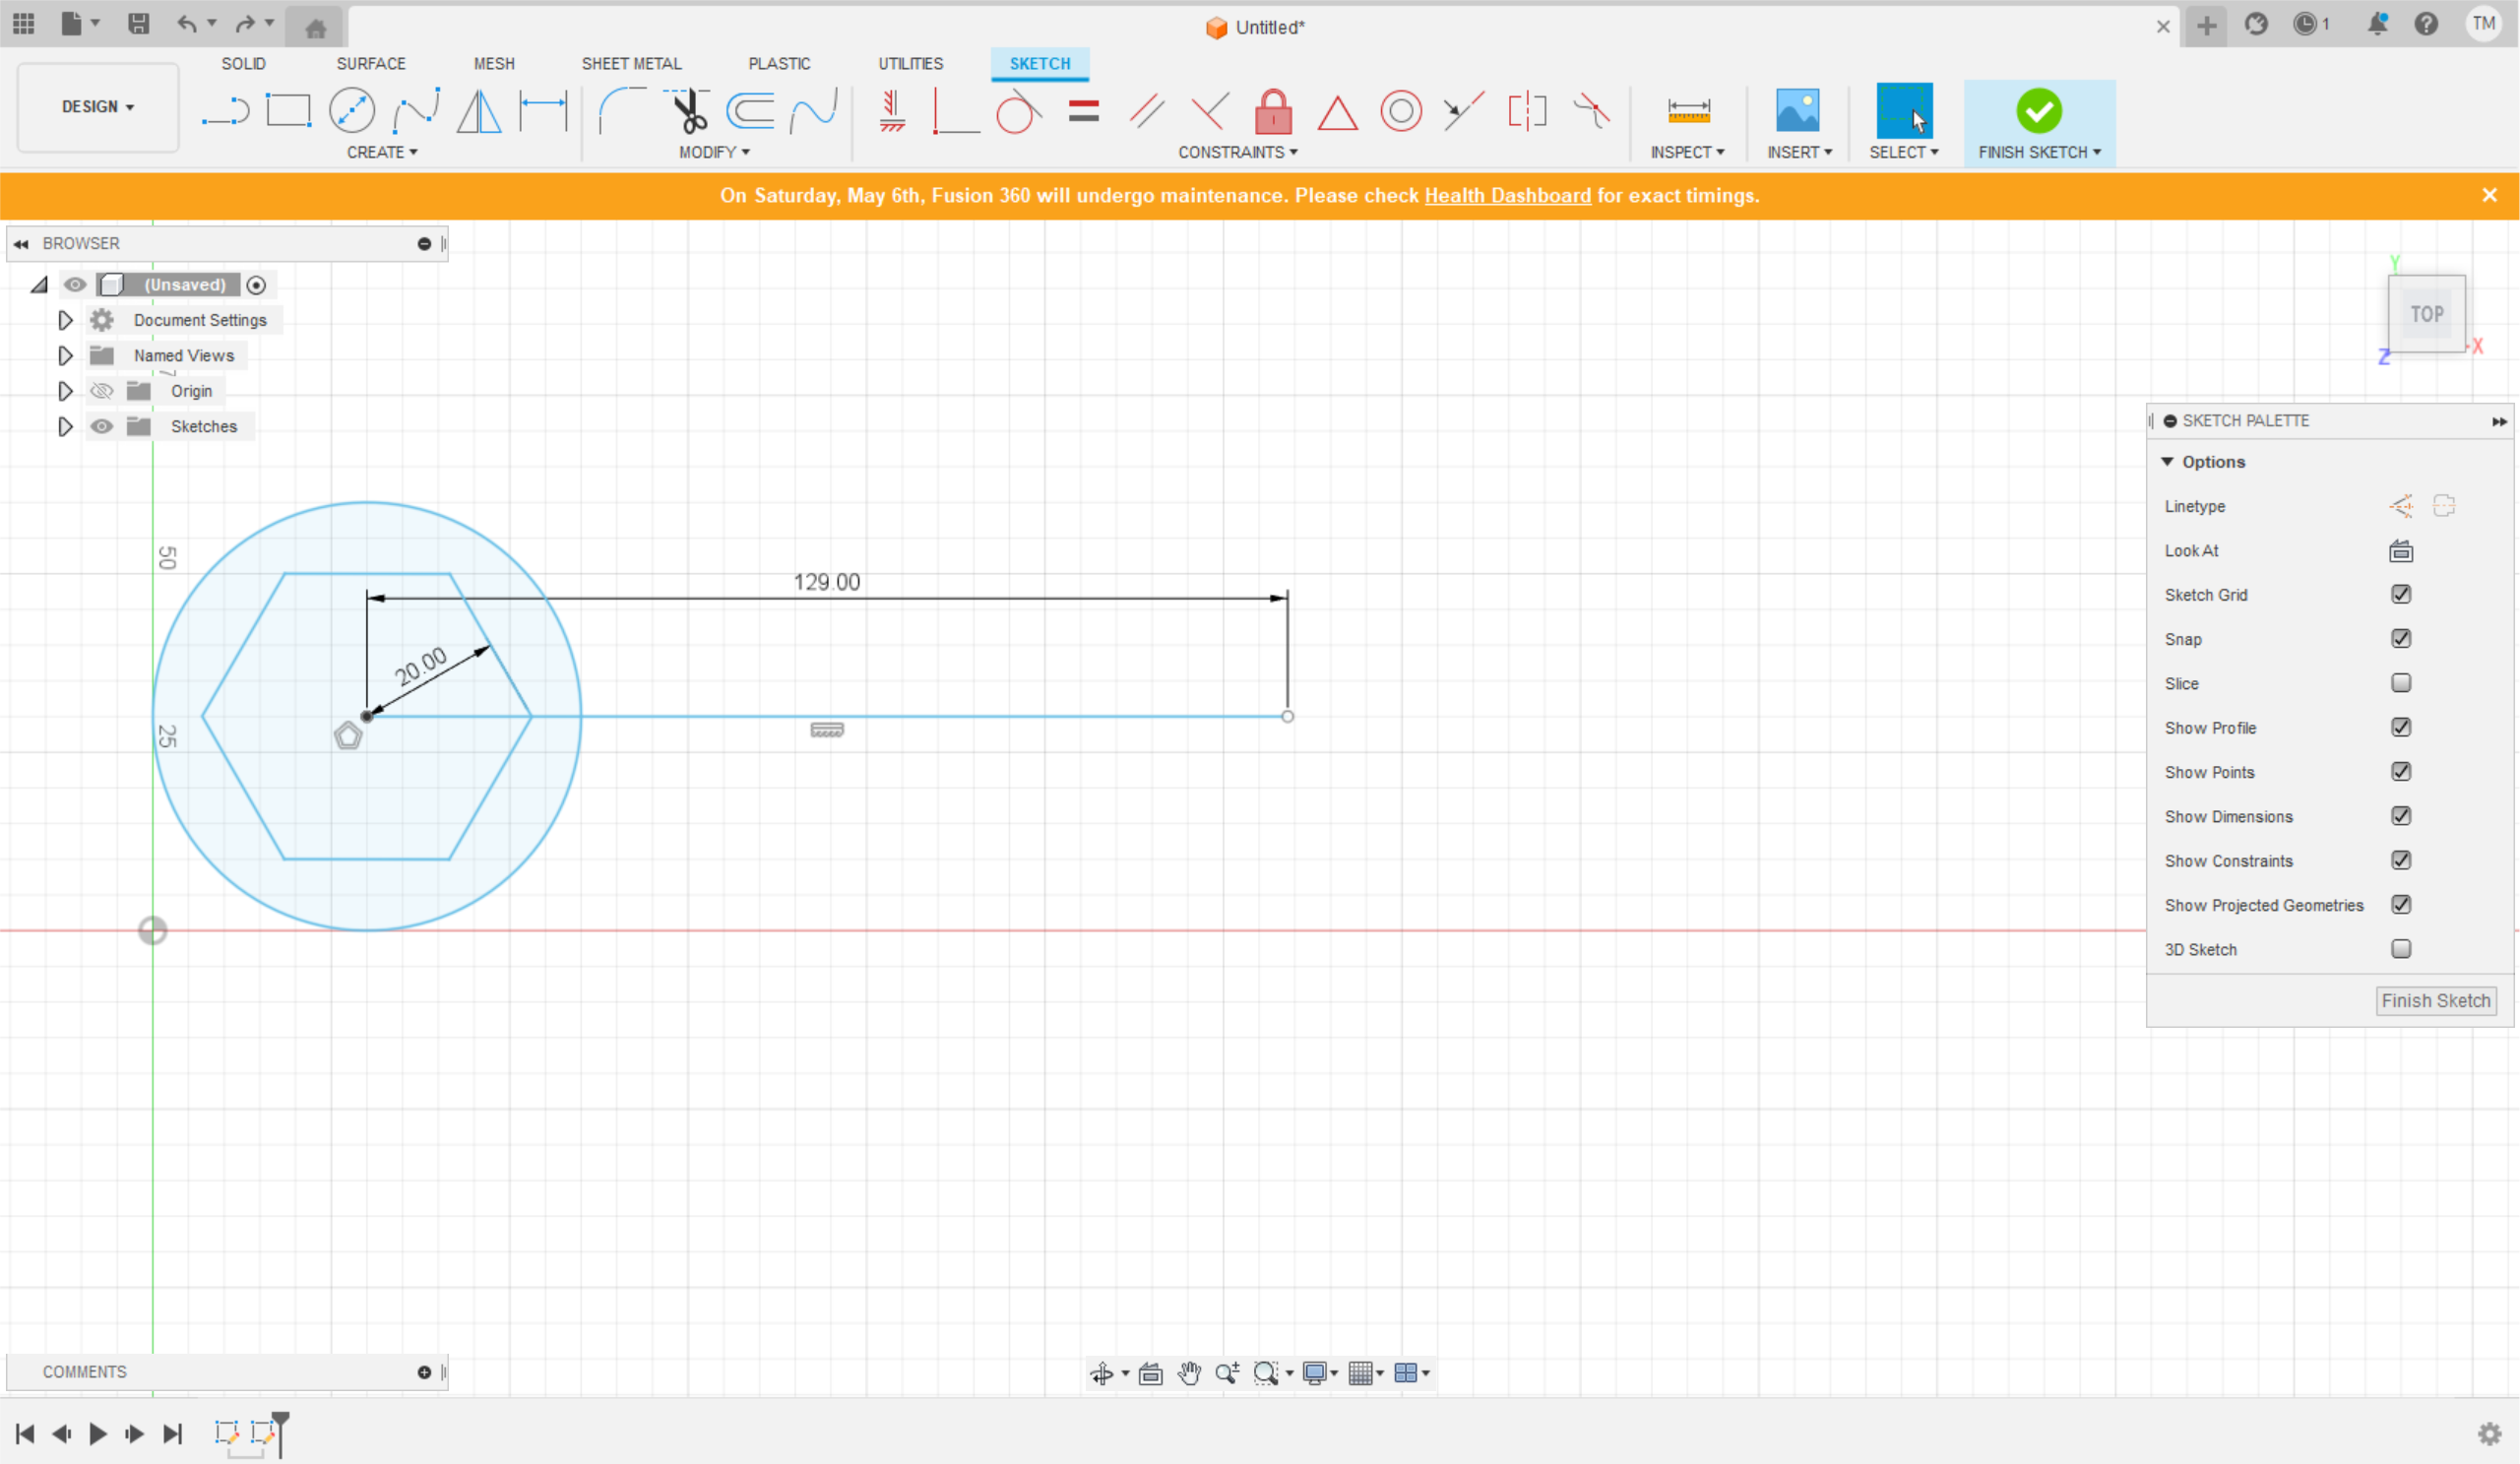 Untitled*
1
TM
SOLID
SURFACE
MESH
SHEET METAL
PLASTIC
UTILITIES
SKETCH
DESIGN
CREATE
MODIFY
CONSTRAINTS
INSPECT
INSERT
SELECT
FINISH SKETCH
On Saturday, May 6th, Fusion 360 will undergo maintenance. Please check Health Dashboard for exact timings.
BROWSER
(Unsaved)
Document Settings
Named Views
Origin
Sketches
Y
TOP
X
Z
50
25
129.00
20.00
SKETCH PALETTE
Options
Linetype
Look At
Sketch Grid
Snap
Slice
Show Profile
Show Points
Show Dimensions
Show Constraints
Show Projected Geometries
3D Sketch
Finish Sketch
COMMENTS